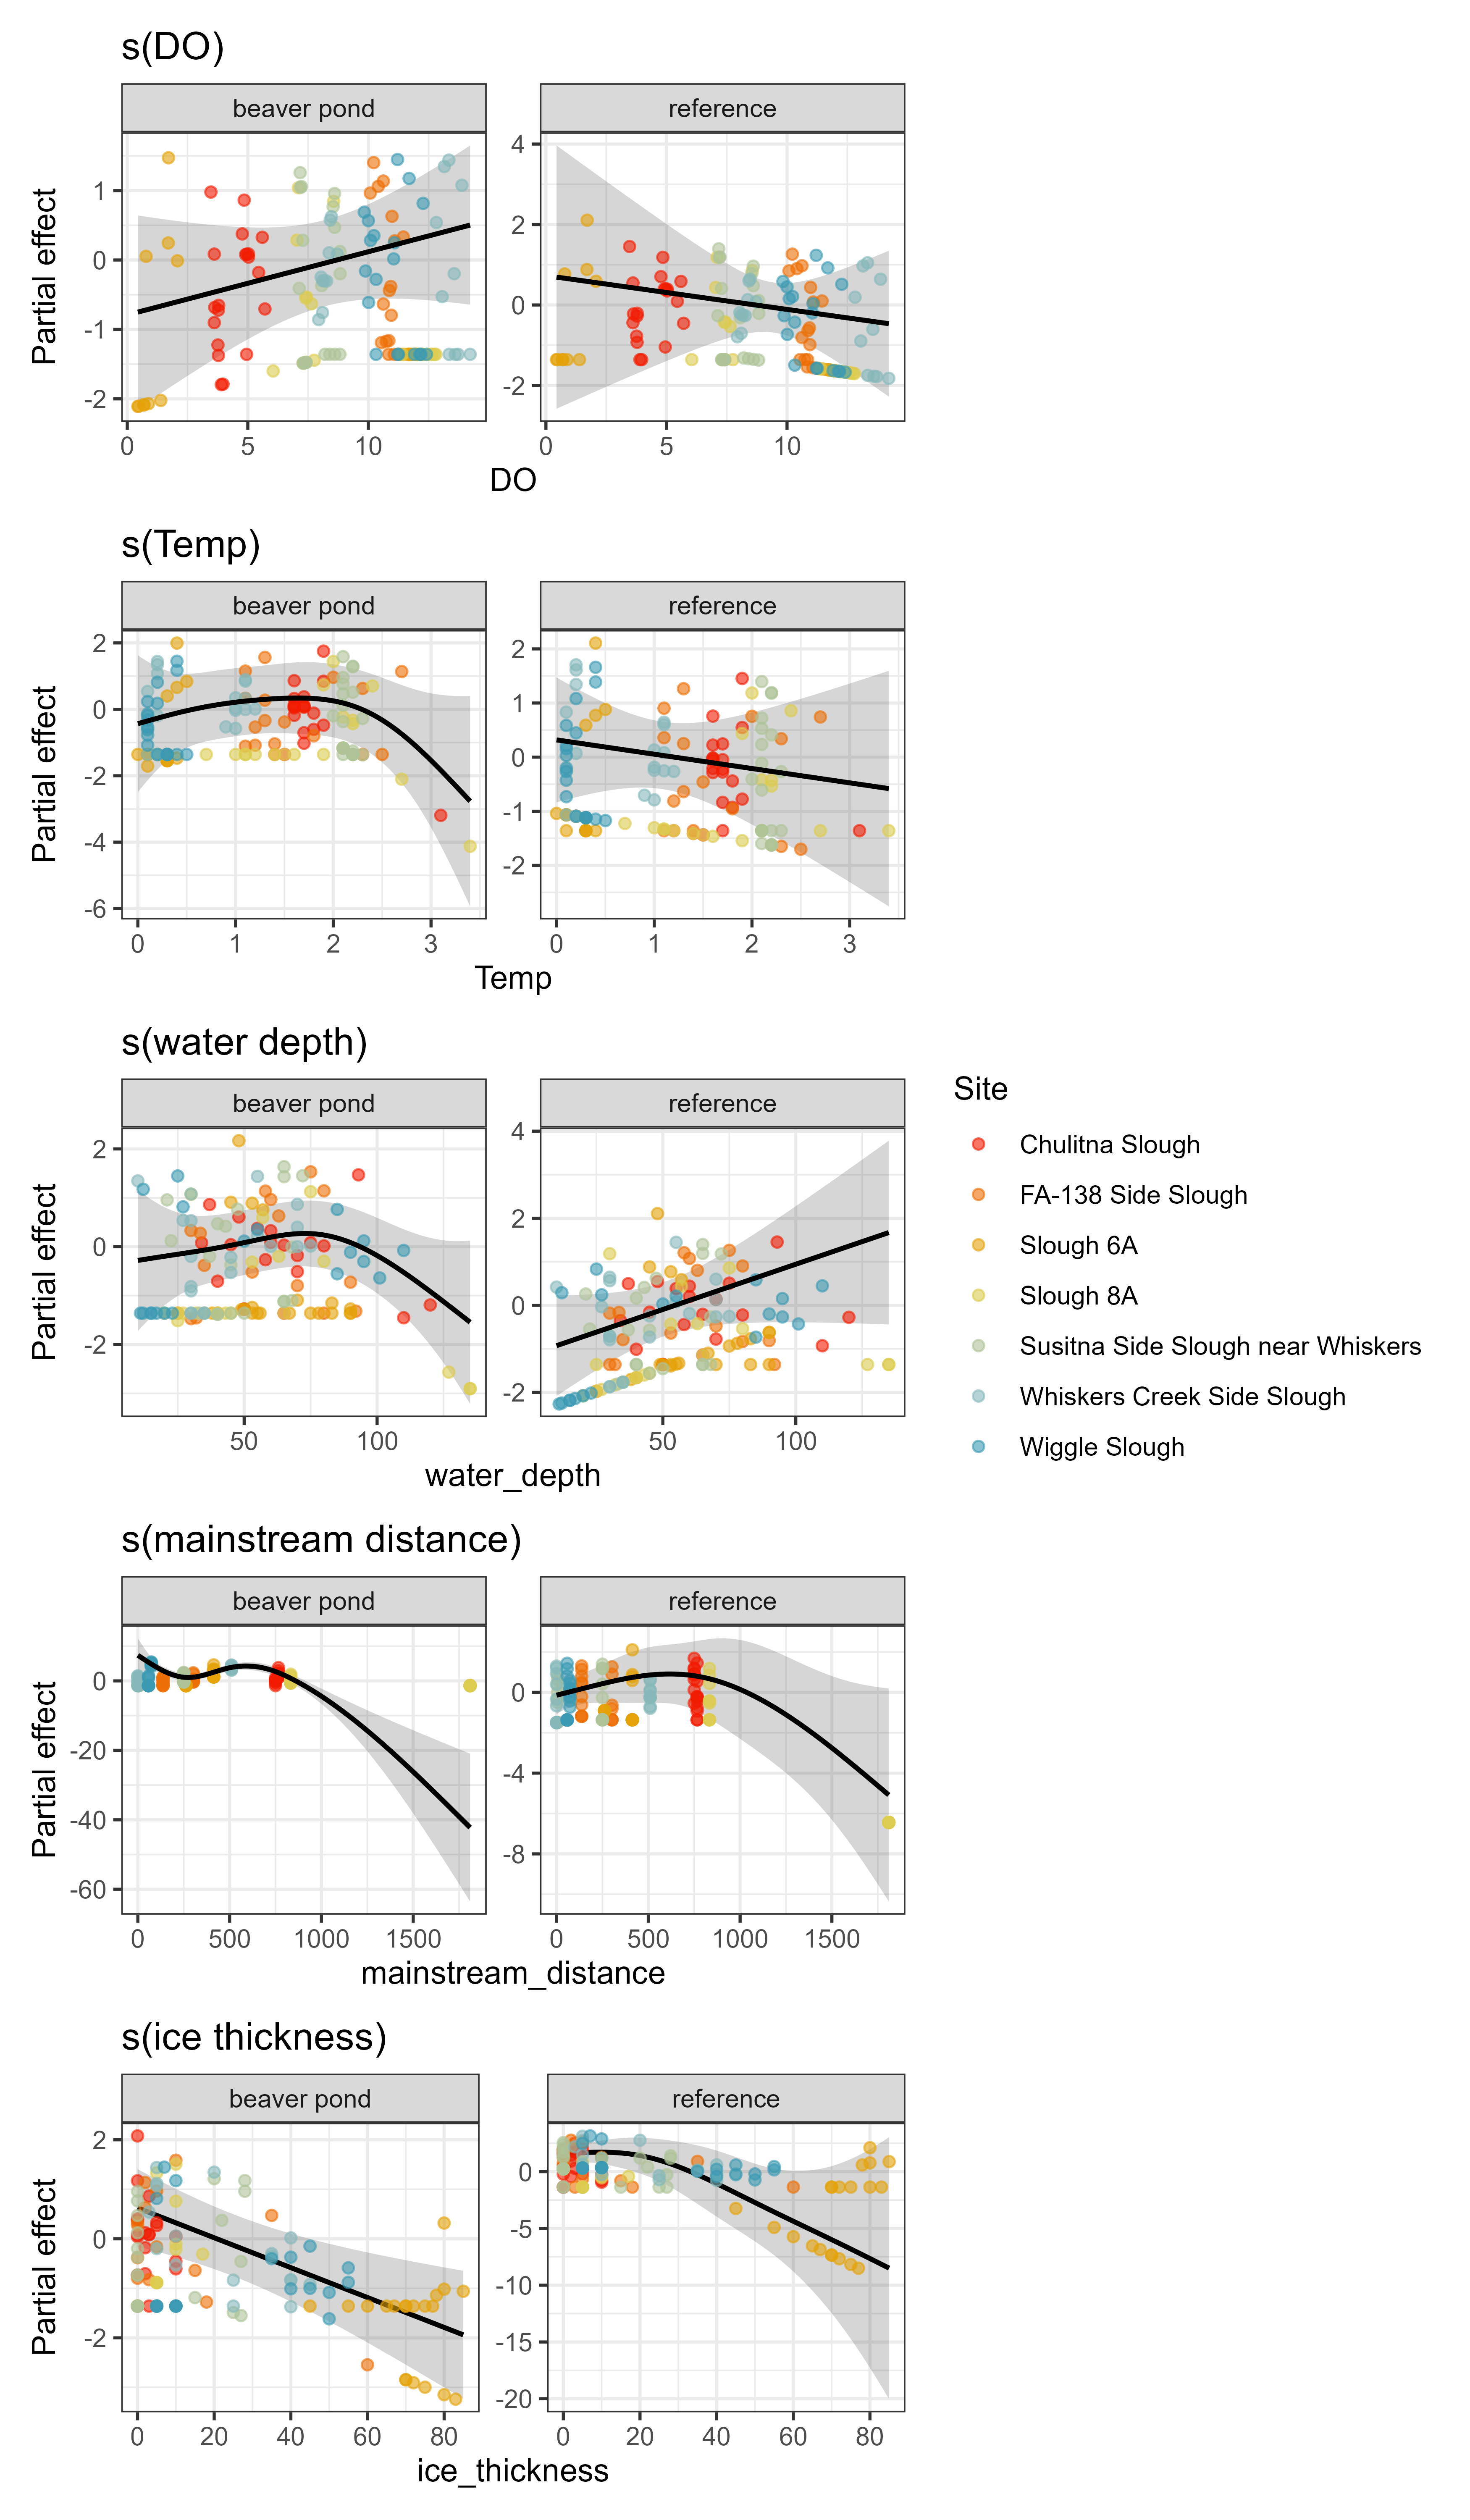 s(DO)
beaver pond
reference
Partial effect
1
0
-1
-2
4
2
0
-2
0 5 10
0 5 10
DO
s(Temp)
beaver pond
reference
Partial effect
2
0
-2
-4
-6
2
1
0
-1
-2
0 1 2 3
0 1 2 3
Temp
s(water depth)
beaver pond
reference
Partial effect
2
0
-2
4
2
0
-2
50 100
50 100
water_depth
Site
Chulitna Slough
FA-138 Side Slough
Slough 6A
Slough 8A
Susitna Side Slough near Whiskers
Whiskers Creek Side Slough
Wiggle Slough
s(mainstream distance)
beaver pond
reference
Partial effect
0
-20
-40
-60
0
-4
-8
0 500 1000 1500
0 500 1000 1500
mainstream_distance
s(ice thickness)
beaver pond
reference
Partial effect
2
0
-2
0
-5
-10
-15
-20
0 20 40 60 80
0 20 40 60 80
ice_thickness